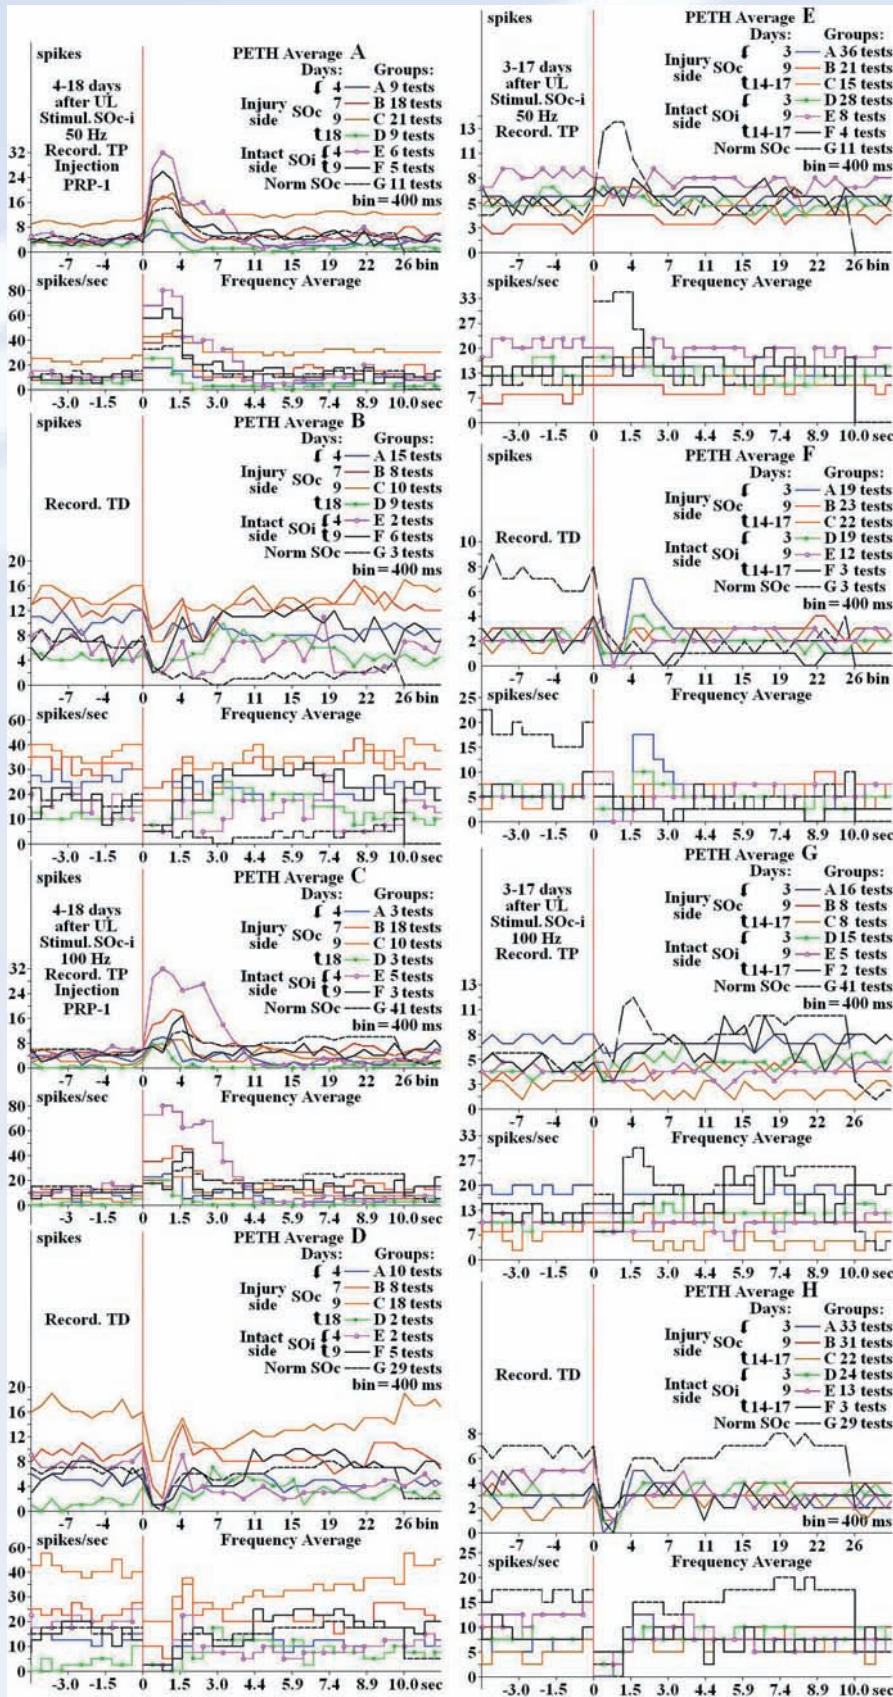 spikes PETH Average A
Days: Groups:
4-18 days
after UL
Stimul. SOc-i
50 Hz
Record. TP
Injection
PRP-1
Injury side SOc
4 A 9 tests
7 B 18 tests
9 C 21 tests
18 D 9 tests
Intact side SOi
4 E 6 tests
9 F 5 tests
Norm SOc G 11 tests
bin = 400 ms
32
24
16
8
0
-7 -4 0 4 7 11 15 19 22 26 bin
spikes/sec Frequency Average
80
60
40
20
0
-3.0 -1.5 0 1.5 3.0 4.4 5.9 7.4 8.9 10.0 sec
spikes PETH Average B
Days: Groups:
Record. TD
Injury side SOc
4 A 15 tests
7 B 8 tests
9 C 10 tests
18 D 9 tests
Intact side SOi
4 E 2 tests
9 F 6 tests
Norm SOc G 3 tests
bin = 400 ms
20
16
12
8
4
0
-7 -4 0 4 7 11 15 19 22 26 bin
spikes/sec Frequency Average
60
50
40
30
20
10
0
-3.0 -1.5 0 1.5 3.0 4.4 5.9 7.4 8.9 10.0 sec
spikes PETH Average C
Days: Groups:
4-18 days
after UL
Stimul. SOc-i
100 Hz
Record. TP
Injection
PRP-1
Injury side SOc
4 A 3 tests
7 B 18 tests
9 C 10 tests
18 D 3 tests
Intact side SOi
4 E 5 tests
9 F 3 tests
Norm SOc G 41 tests
bin = 400 ms
32
24
16
8
0
-7 -4 0 4 7 11 15 19 22 26 bin
spikes/sec Frequency Average
80
60
40
20
0
-3.0 -1.5 0 1.5 3.0 4.4 5.9 7.4 8.9 10.0 sec
spikes PETH Average D
Days: Groups:
Record. TD
Injury side SOc
4 A 10 tests
7 B 8 tests
9 C 18 tests
18 D 2 tests
Intact side SOi
4 E 2 tests
9 F 5 tests
Norm SOc G 29 tests
bin = 400 ms
20
16
12
8
4
0
-7 -4 0 4 7 11 15 19 22 26 bin
spikes/sec Frequency Average
60
50
40
30
20
10
0
-3.0 -1.5 0 1.5 3.0 4.4 5.9 7.4 8.9 10.0 sec
spikes PETH Average E
Days: Groups:
3-17 days
after UL
Stimul. SOc-i
50 Hz
Record. TP
Injury side SOc
3 A 36 tests
9 B 21 tests
14-17 C 15 tests
Intact side SOi
3 D 28 tests
9 E 8 tests
14-17 F 4 tests
Norm SOc G 11 tests
bin = 400 ms
13
10
8
5
3
0
-7 -4 0 4 7 11 15 19 22 26 bin
spikes/sec Frequency Average
33
27
20
13
7
0
-3.0 -1.5 0 1.5 3.0 4.4 5.9 7.4 8.9 10.0 sec
spikes PETH Average F
Days: Groups:
Record. TD
Injury side SOc
3 A 19 tests
9 B 23 tests
14-17 C 22 tests
Intact side SOi
3 D 19 tests
9 E 12 tests
14-17 F 3 tests
Norm SOc G 3 tests
bin = 400 ms
10
8
6
4
2
0
-7 -4 0 4 7 11 15 19 22 26 bin
spikes/sec Frequency Average
25
20
15
10
5
0
-3.0 -1.5 0 1.5 3.0 4.4 5.9 7.4 8.9 10.0 sec
spikes PETH Average G
Days: Groups:
3-17 days
after UL
Stimul. SOc-i
100 Hz
Record. TP
Injury side SOc
3 A 16 tests
9 B 8 tests
14-17 C 8 tests
Intact side SOi
3 D 15 tests
9 E 5 tests
14-17 F 2 tests
Norm SOc G 41 tests
bin = 400 ms
13
10
8
5
3
0
-7 -4 0 4 7 11 15 19 22 26
spikes/sec Frequency Average
33
27
20
13
7
0
-3.0 -1.5 0 1.5 3.0 4.4 5.9 7.4 8.9 10.0 sec
PETH Average H
Days: Groups:
Record. TD
Injury side SOc
3 A 33 tests
9 B 31 tests
14-17 C 22 tests
Intact side SOi
3 D 24 tests
9 E 13 tests
14-17 F 3 tests
Norm SOc G 29 tests
8
6
4
2
0
bin = 400 ms
-7 -4 0 4 7 11 15 19 22 26
spikes/sec Frequency Average
25
20
15
10
5
0
-3.0 -1.5 0 1.5 3.0 4.4 5.9 7.4 8.9 10.0 sec